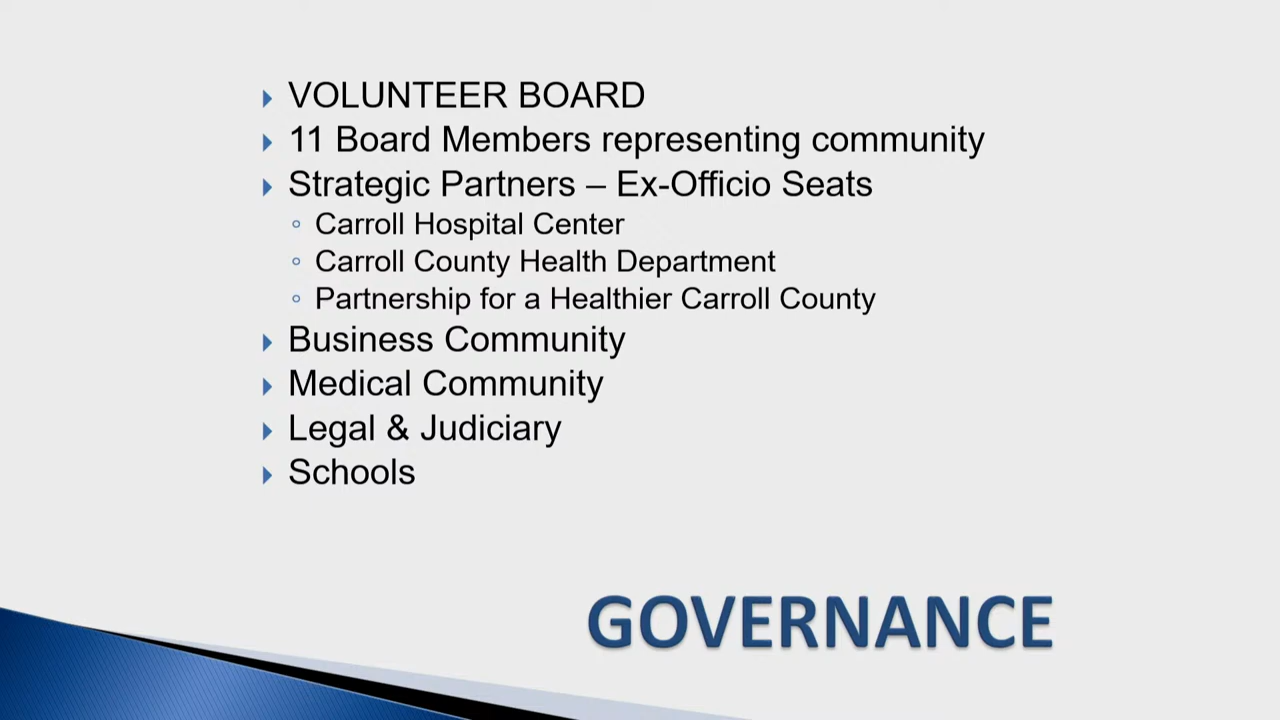 VOLUNTEER BOARD
11 Board Members representing community
Strategic Partners – Ex-Officio Seats
Carroll Hospital Center
Carroll County Health Department
Partnership for a Healthier Carroll County
Business Community
Medical Community
Legal & Judiciary
Schools
GOVERNANCE